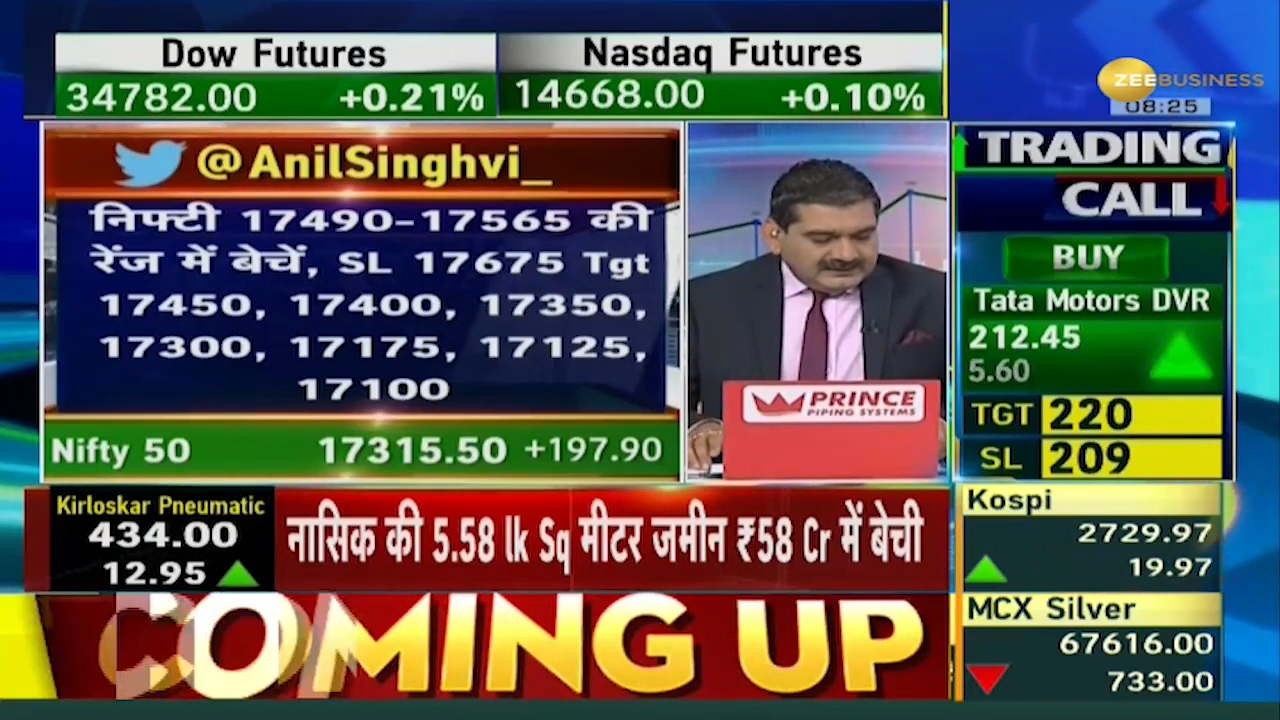 Dow Futures
34782.00 +0.21%
Nasdaq Futures
14668.00 +0.10%
ZEEBUSINESS
08:25
@AnilSinghvi_
निफ्टी 17490-17565 की
रेंज में बेचें, SL 17675 Tgt
17450, 17400, 17350,
17300, 17175, 17125,
17100
Nifty 50 17315.50 +197.90
PRINCE
PIPING SYSTEMS
TRADING
CALL
BUY
Tata Motors DVR
212.45
5.60
TGT 220
SL 209
Kirloskar Pneumatic
434.00
12.95
नासिक की 5.58 lk Sq मीटर जमीन ₹58 Cr में बेची
Kospi
2729.97
19.97
MCX Silver
67616.00
733.00
COMING UP